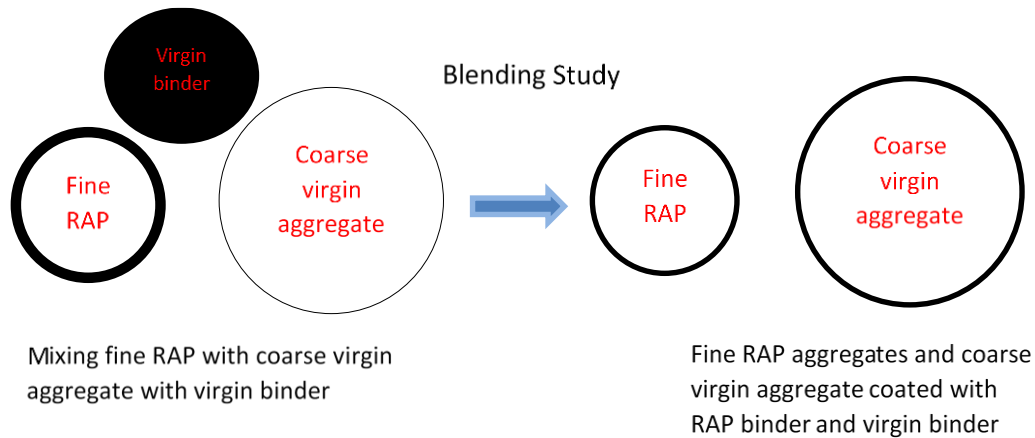 Virgin
binder
Blending Study
Fine
RAP
Coarse
virgin
aggregate
Fine
RAP
Coarse
virgin
aggregate
Mixing fine RAP with coarse virgin
aggregate with virgin binder
Fine RAP aggregates and coarse
virgin aggregate coated with
RAP binder and virgin binder